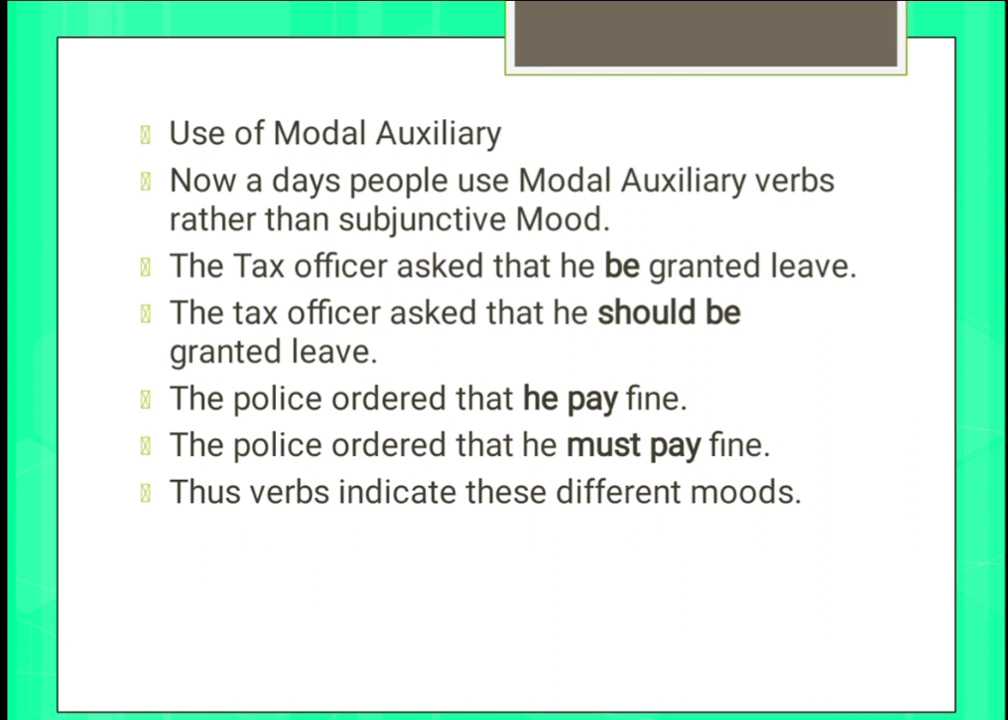 Use of Modal Auxiliary
Now a days people use Modal Auxiliary verbs
rather than subjunctive Mood.
The Tax officer asked that he be granted leave.
The tax officer asked that he should be
granted leave.
The police ordered that he pay fine.
The police ordered that he must pay fine.
Thus verbs indicate these different moods.